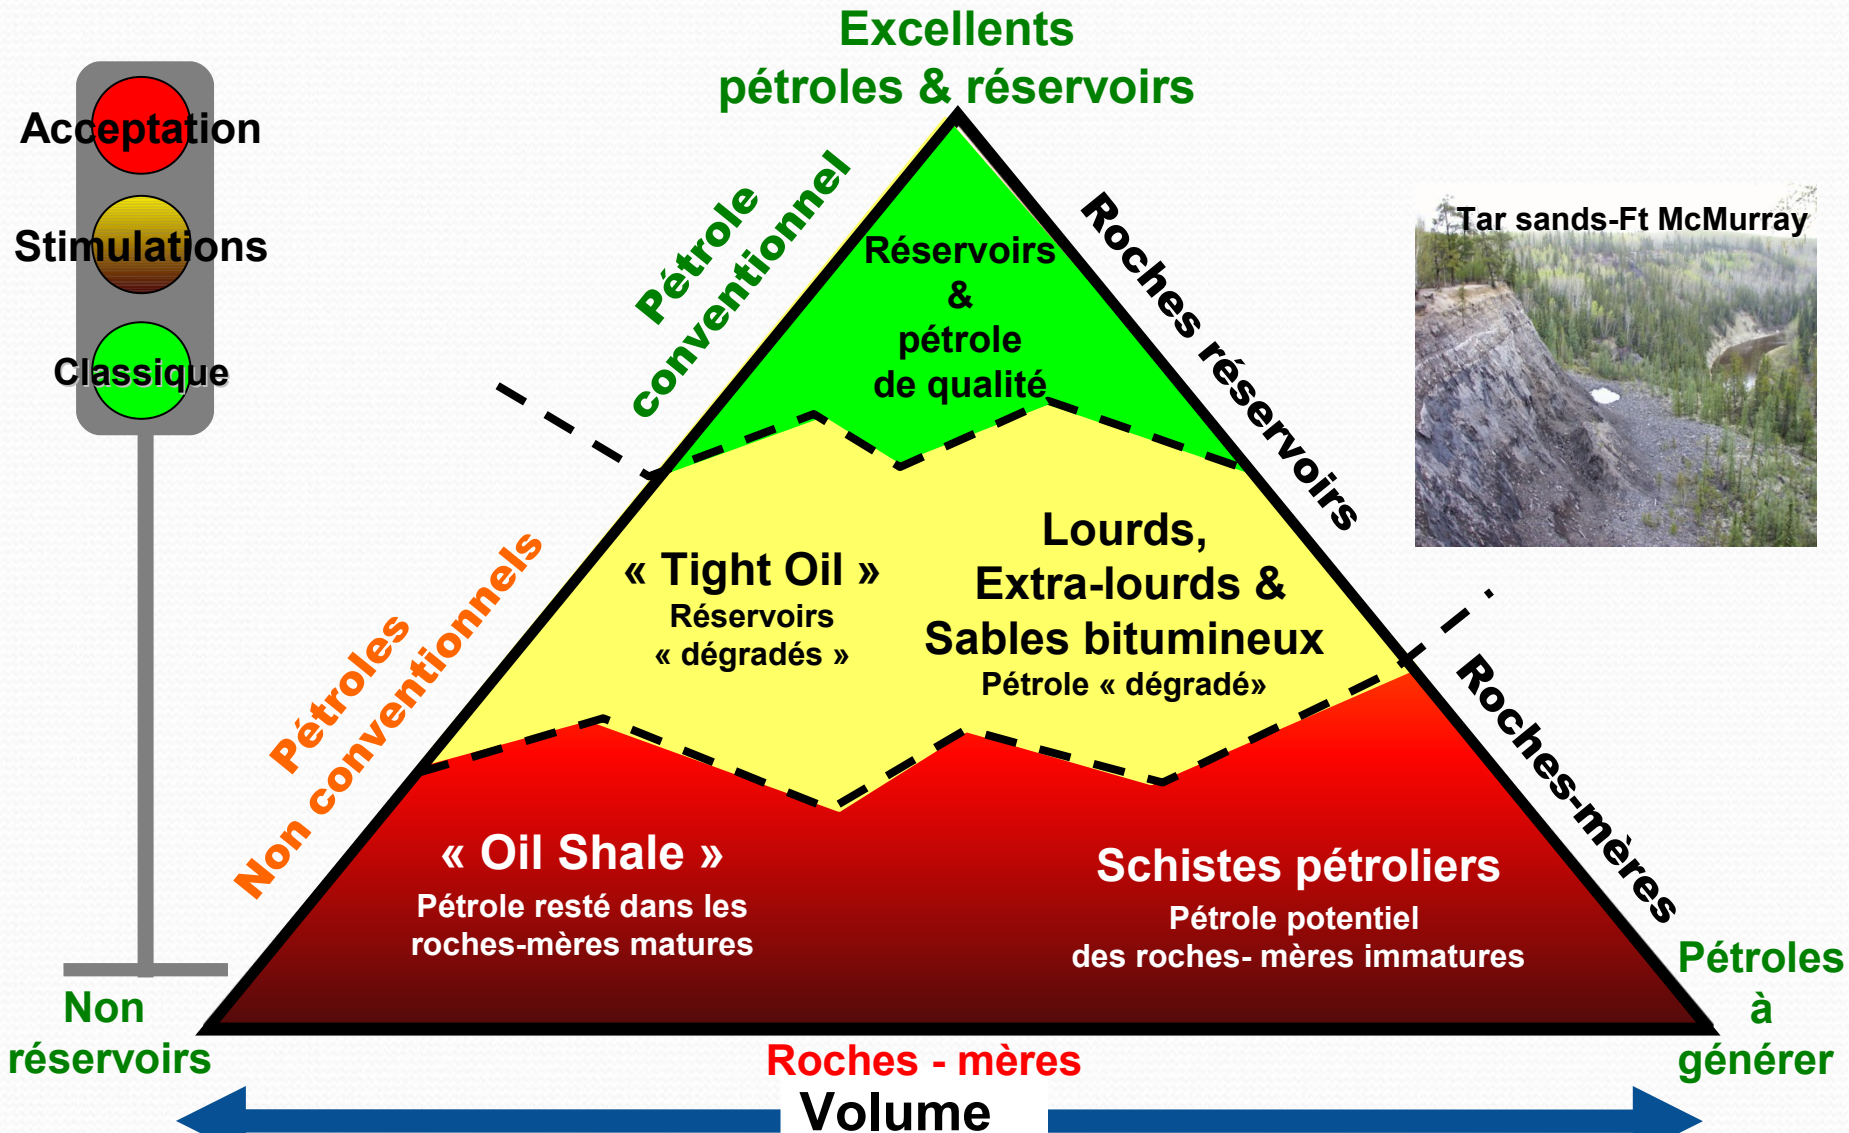 Excellents
pétroles & réservoirs
Acceptation
Stimulations
Classique
Pétrole
conventionnel
Réservoirs
&
pétrole
de qualité
Roches réservoirs
Tar sands-Ft McMurray
Pétroles
Non conventionnels
« Tight Oil »
Réservoirs
« dégradés »
Lourds,
Extra-lourds &
Sables bitumineux
Pétrole « dégradé»
Roches-mères
« Oil Shale »
Pétrole resté dans les
roches-mères matures
Schistes pétroliers
Pétrole potentiel
des roches- mère immatures
Non
réservoirs
Pétroles
à
générer
Roches - mères
Volume